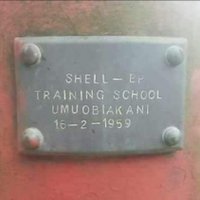 SHELL - BP
TRAINING SCHOOL
UMUOBIAKANI
16-2-1959